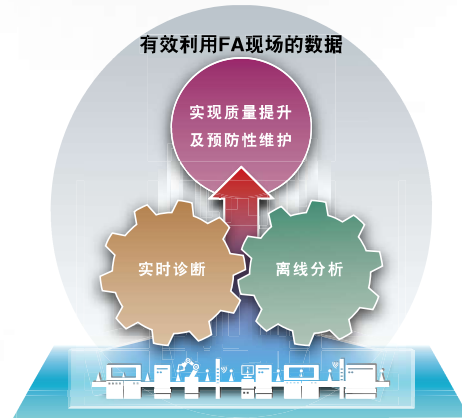 有效利用FA现场的数据
实现质量提升
及预防性维护
实时诊断
离线分析